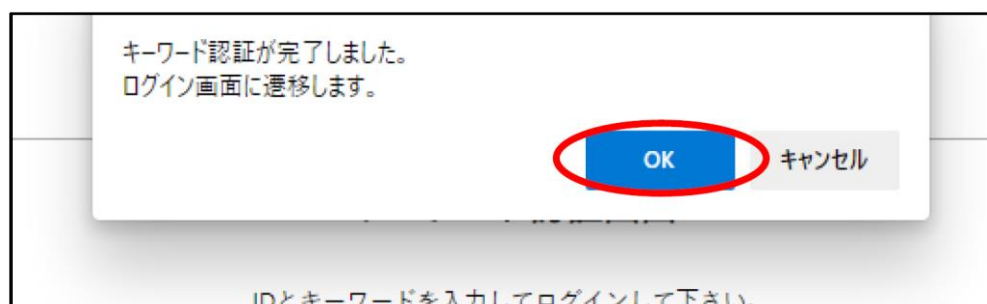 キーワード認証が完了しました。
ログイン画面に遷移します。
OK
キャンセル
IDとキーワードを入力してログインして下さい。